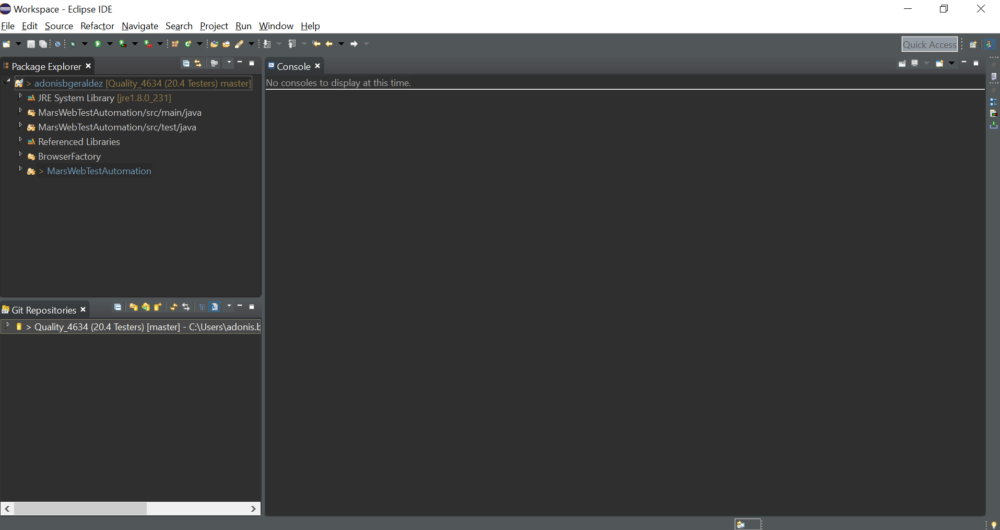 Workspace - Eclipse IDE
File Edit Source Refactor Navigate Search Project Run Window Help
Quick Access
Package Explorer
> adonisbgeraldez [Quality_4634 (20.4 Testers) master]
JRE System Library [jre1.8.0_231]
MarsWebTestAutomation/src/main/java
MarsWebTestAutomation/src/test/java
Referenced Libraries
BrowserFactory
> MarsWebTestAutomation
Console
No consoles to display at this time.
Git Repositories
> Quality_4634 (20.4 Testers) [master] - C:\Users\adonis.b